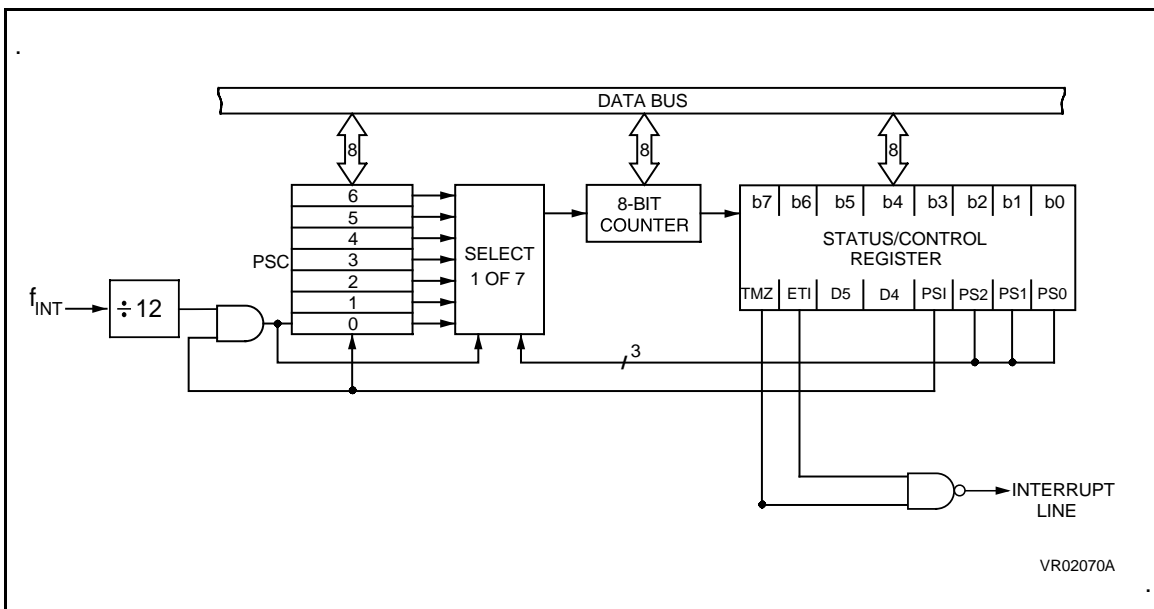 DATA BUS
8
8
8
6
5
4
3
2
1
0
PSC
SELECT
1 OF 7
8-BIT
COUNTER
b7 b6 b5 b4 b3 b2 b1 b0
STATUS/CONTROL
REGISTER
TMZ ETI D5 D4 PSI PS2 PS1 PS0
fINT
÷12
3
INTERRUPT
LINE
VR02070A